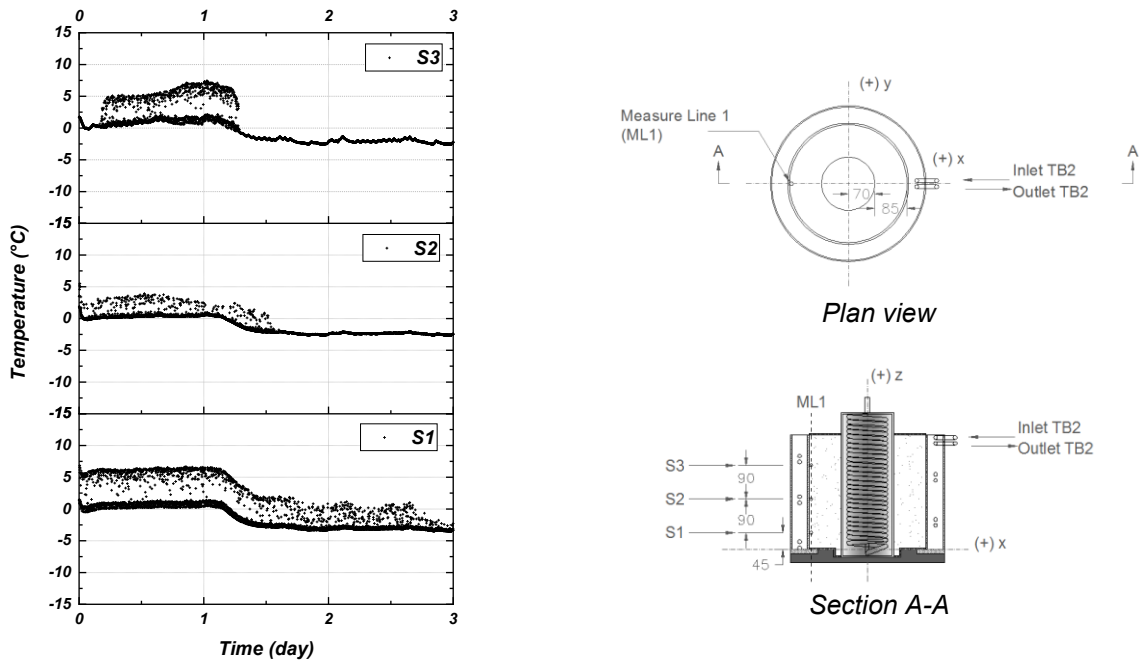 0 1 2 3
15
10
5
0
-5
-10
-15
S3
10
5
0
-5
-10
-15
S2
10
5
0
-5
-10
-15
S1
0 1 2 3
Temperature (°C)
Time (day)
(+) y
Measure Line 1
(ML1)
A
(+) x
A
Inlet TB2
Outlet TB2
70
85
Plan view
(+) z
ML1
Inlet TB2
Outlet TB2
S3
90
S2
90
S1
(+) x
45
Section A-A